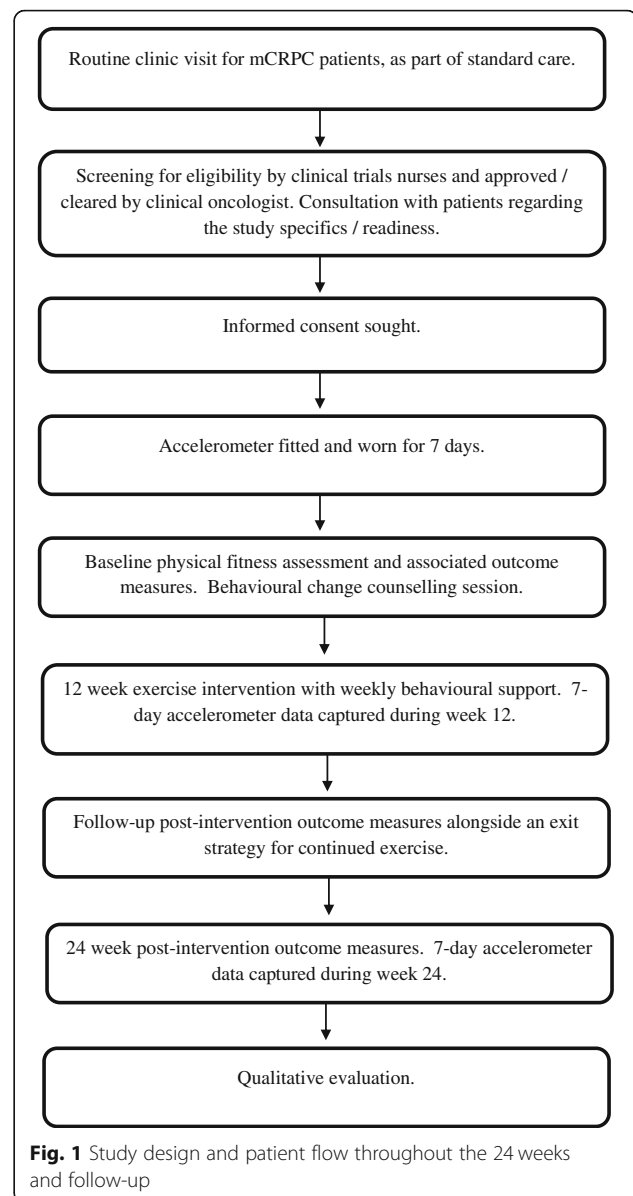 Routine clinic visit for mCRPC patients, as part of standard care.
Screening for eligibility by clinical trials nurses and approved /
cleared by clinical oncologist. Consultation with patients regarding
the study specifics / readiness.
Informed consent sought.
Accelerometer fitted and worn for 7 days.
Baseline physical fitness assessment and associated outcome
measures. Behavioural change counselling session.
12 week exercise intervention with weekly behavioural support. 7-
day accelerometer data captured during week 12.
Follow-up post-intervention outcome measures alongside an exit
strategy for continued exercise.
24 week post-intervention outcome measures. 7-day accelerometer
data captured during week 24.
Qualitative evaluation.
Fig. 1 Study design and patient flow throughout the 24 weeks
and follow-up